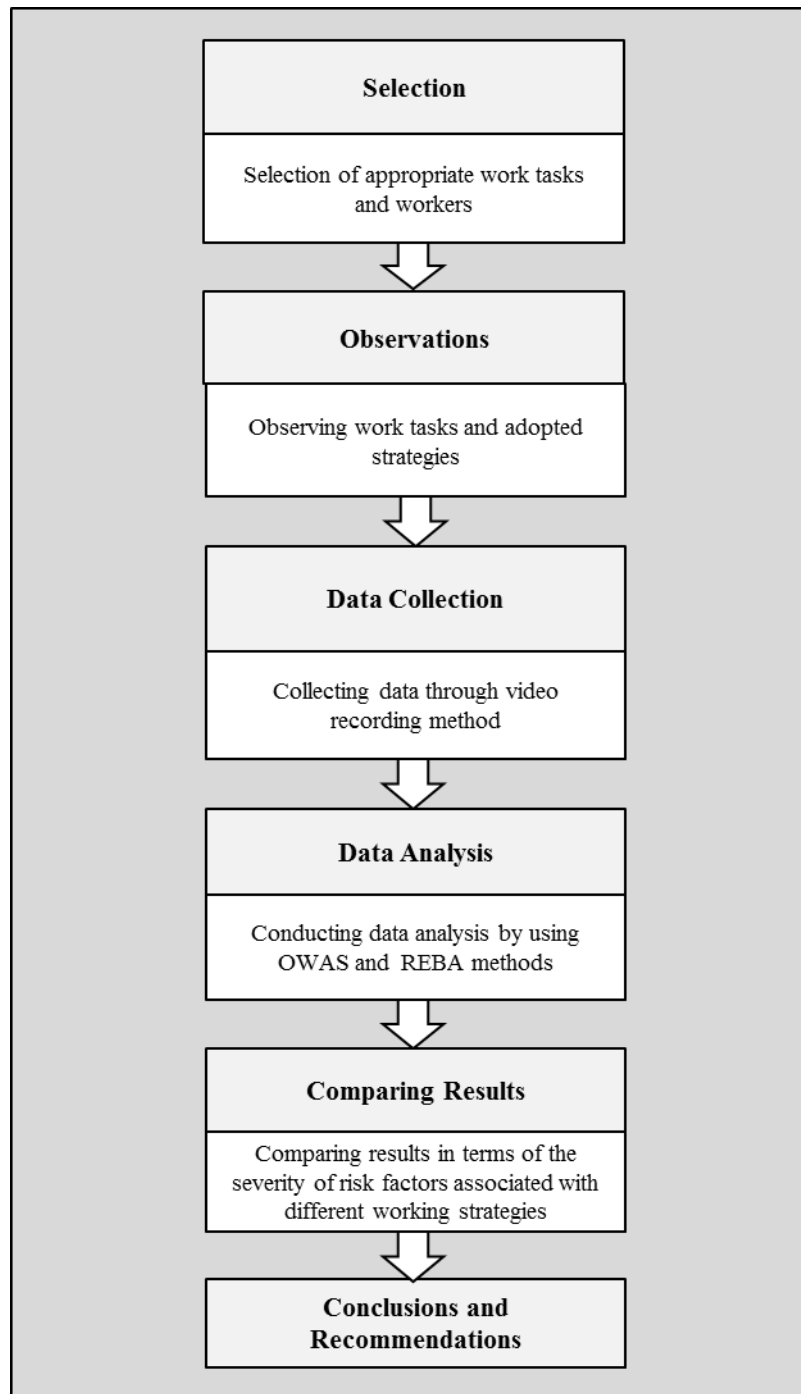 Selection
Selection of appropriate work tasks
and workers
Observations
Observing work tasks and adopted
strategies
Data Collection
Collecting data through video
recording method
Data Analysis
Conducting data analysis by using
OWAS and REBA methods
Comparing Results
Comparing results in terms of the
severity of risk factors associated with
different working strategies
Conclusions and
Recommendations